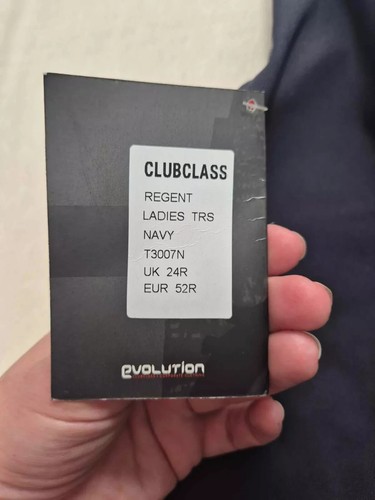 CLUBCLASS
REGENT
LADIES TRS
NAVY
T3007N
UK 24R
EUR 52R
evolution